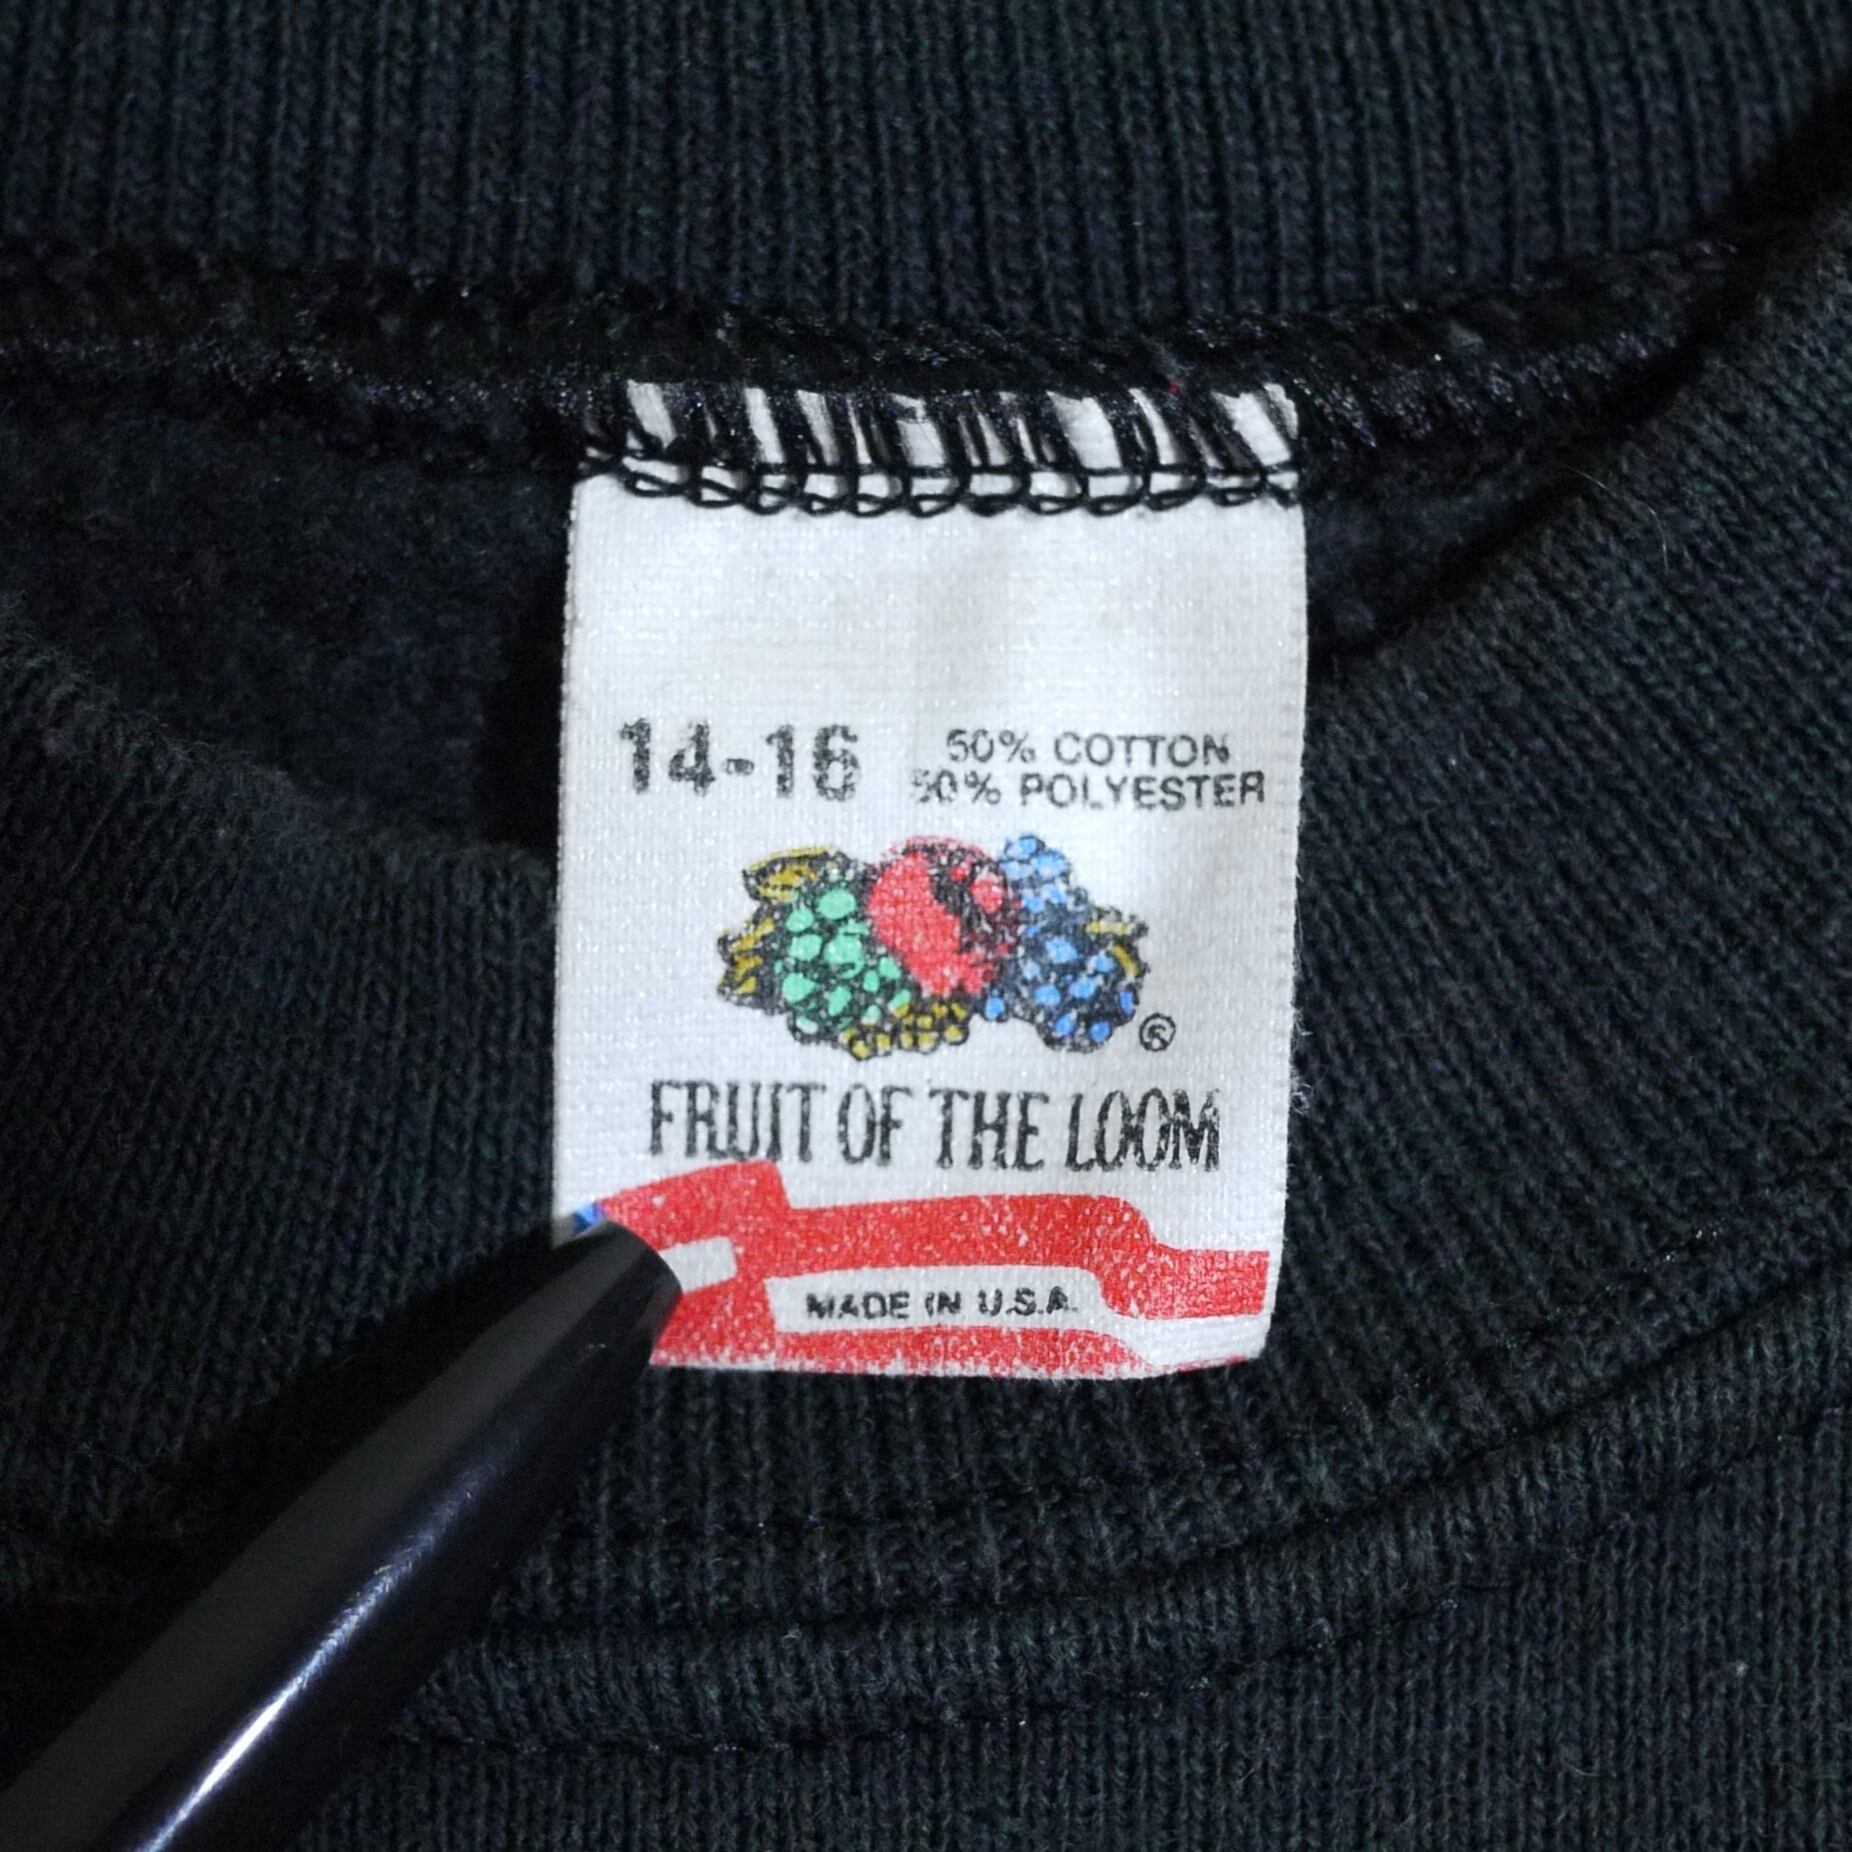 14-16
50% COTTON
50% POLYESTER
®
FRUIT OF THE LOOM
MADE IN U.S.A.